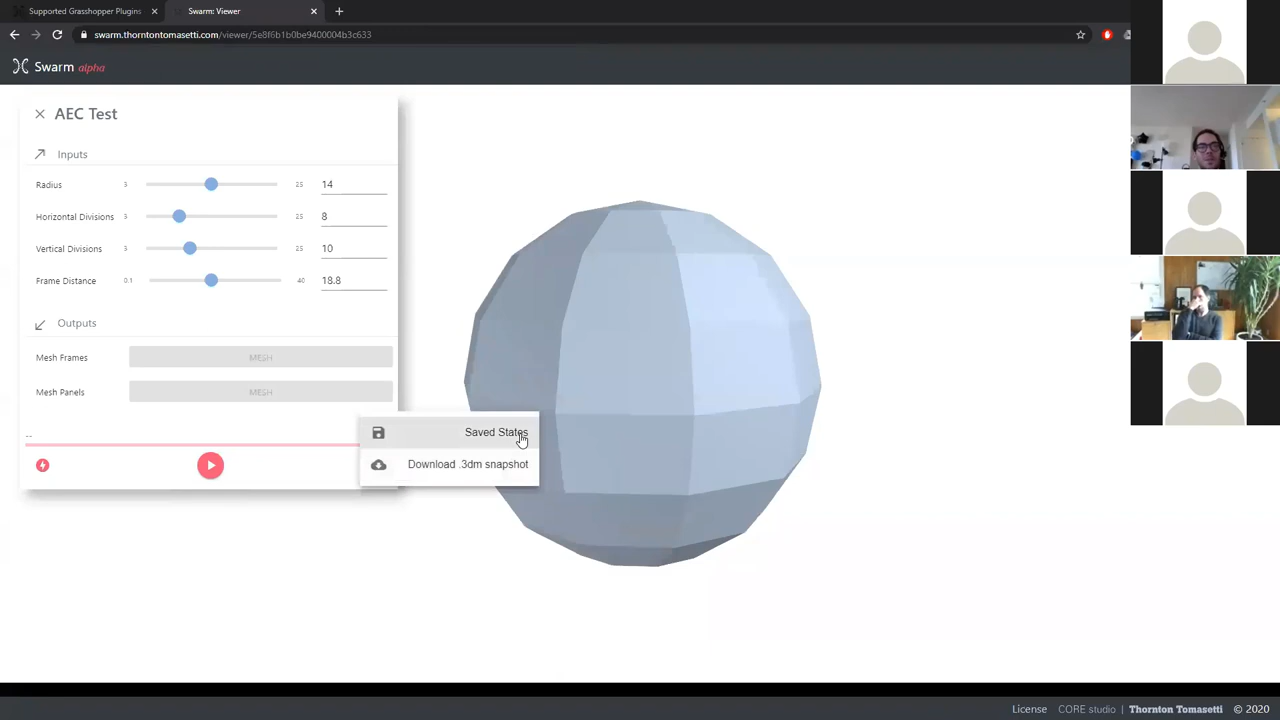 Supported Grasshopper Plugins
Swarm: Viewer
swarm.thorntontomasetti.com/viewer/5e8f6b1b0be9400004b3c633
Swarm alpha
AEC Test
Inputs
Radius 3 25 14
Horizontal Divisions 3 25 8
Vertical Divisions 3 25 10
Frame Distance 0.1 40 18.8
Outputs
Mesh Frames MESH
Mesh Panels MESH
--
Saved States
Download .3dm snapshot
License CORE studio | Thornton Tomasetti © 2020